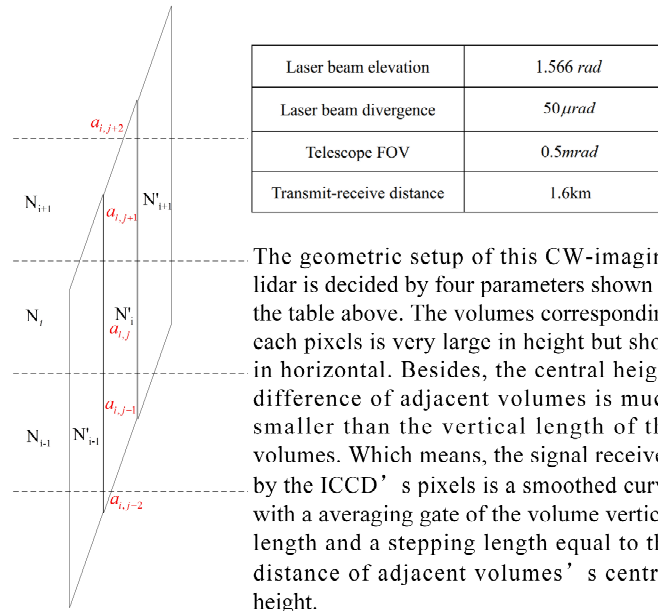 a_{i,j+2}
N_{i+1}
N'_{i+1}
a_{i,j+1}
N_i
N'_i
a_{i,j}
a_{i,j-1}
N_{i-1}
N'_{i-1}
a_{i,j-2}
Laser beam elevation 1.566 rad
Laser beam divergence 50μrad
Telescope FOV 0.5mrad
Transmit-receive distance 1.6km
The geometric setup of this CW-imagin
lidar is decided by four parameters shown
the table above. The volumes correspondin
each pixels is very large in height but sho
in horizontal. Besides, the central heig
difference of adjacent volumes is muc
smaller than the vertical length of th
volumes. Which means, the signal receive
by the ICCD’s pixels is a smoothed curv
with a averaging gate of the volume vertic
length and a stepping length equal to th
distance of adjacent volumes’s centr
height.